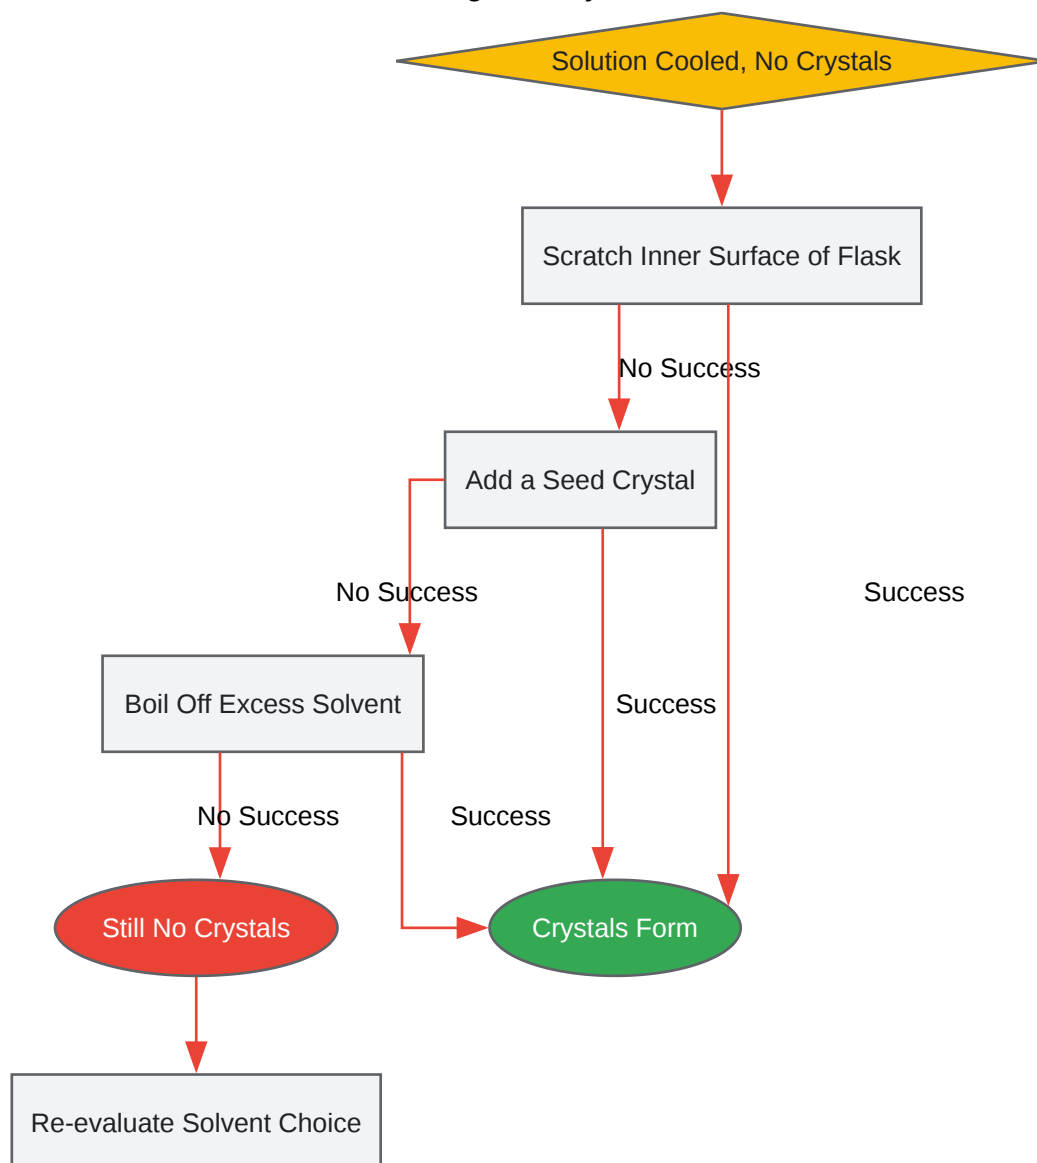 Solution Cooled, No Crystals
Scratch Inner Surface of Flask
No Success
Add a Seed Crystal
No Success
Success
Boil Off Excess Solvent
Success
No Success
Success
Still No Crystals
Crystals Form
Re-evaluate Solvent Choice